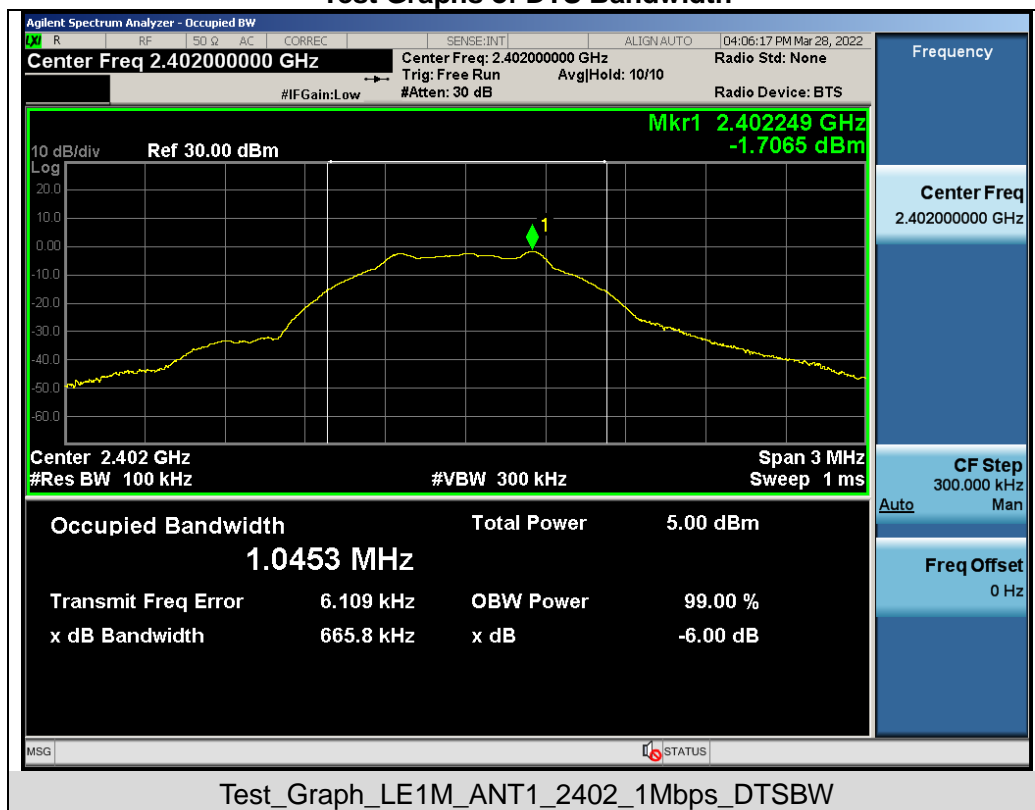 Test Graphs of DTS Bandwidth
Agilent Spectrum Analyzer - Occupied BW
LXI R RF 50 Ω AC CORREC SENSE:INT ALIGN AUTO 04:06:17 PM Mar 28, 2022
Center Freq 2.402000000 GHz Center Freq: 2.402000000 GHz Radio Std: None
Trig: Free Run Avg|Hold: 10/10
#IFGain:Low #Atten: 30 dB Radio Device: BTS
Frequency
Mkr1 2.402249 GHz
10 dB/div Ref 30.00 dBm -1.7065 dBm
Log
20.0
10.0
0.00
-10.0
-20.0
-30.0
-40.0
-50.0
-60.0
1
Center 2.402 GHz Span 3 MHz
#Res BW 100 kHz #VBW 300 kHz Sweep 1 ms
Center Freq
2.402000000 GHz
CF Step
300.000 kHz
Auto Man
Freq Offset
0 Hz
Occupied Bandwidth Total Power 5.00 dBm
1.0453 MHz
Transmit Freq Error 6.109 kHz OBW Power 99.00 %
x dB Bandwidth 665.8 kHz x dB -6.00 dB
MSG STATUS
Test_Graph_LE1M_ANT1_2402_1Mbps_DTSBW